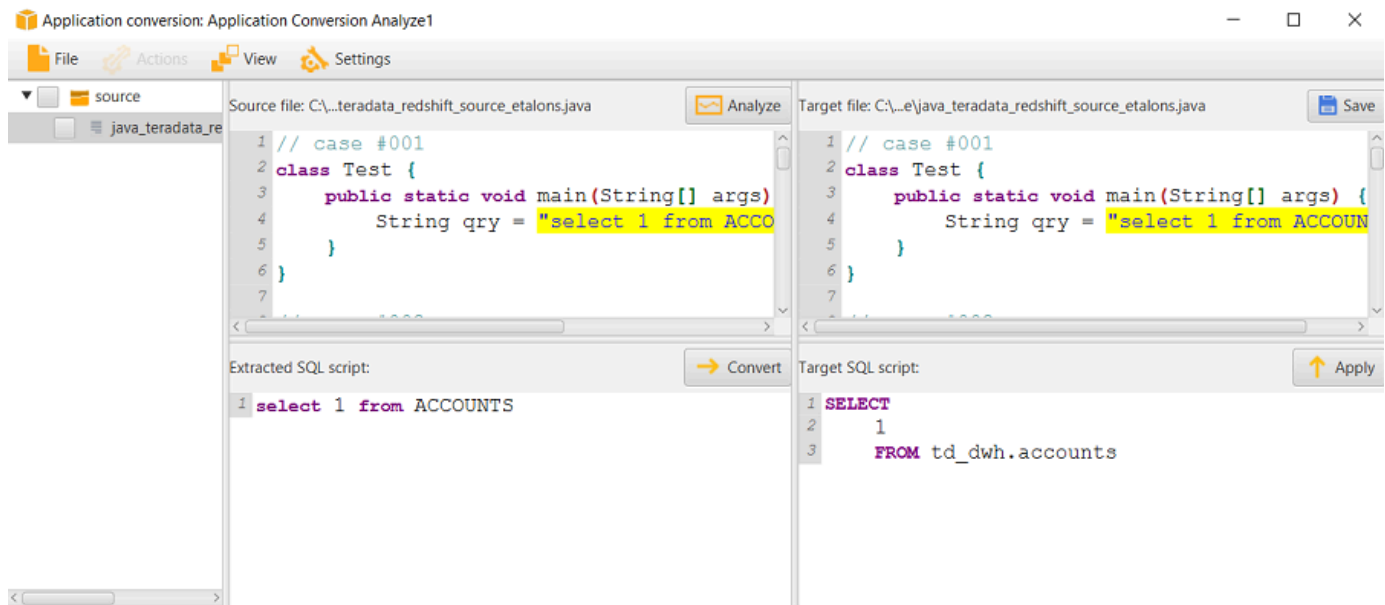 Application conversion: Application Conversion Analyze1
File Actions View Settings
source
java_teradata_re
Source file: C:\...teradata_redshift_source_etalons.java
Analyze
1 // case #001
2 class Test {
3 public static void main(String[] args)
4 String qry = "select 1 from ACCO
5 }
6 }
7
Target file: C:\...e\java_teradata_redshift_source_etalons.java
Save
1 // case #001
2 class Test {
3 public static void main(String[] args) {
4 String qry = "select 1 from ACCOUN
5 }
6 }
7
Extracted SQL script:
Convert
1 select 1 from ACCOUNTS
Target SQL script:
Apply
1 SELECT
2 1
3 FROM td_dwh.accounts